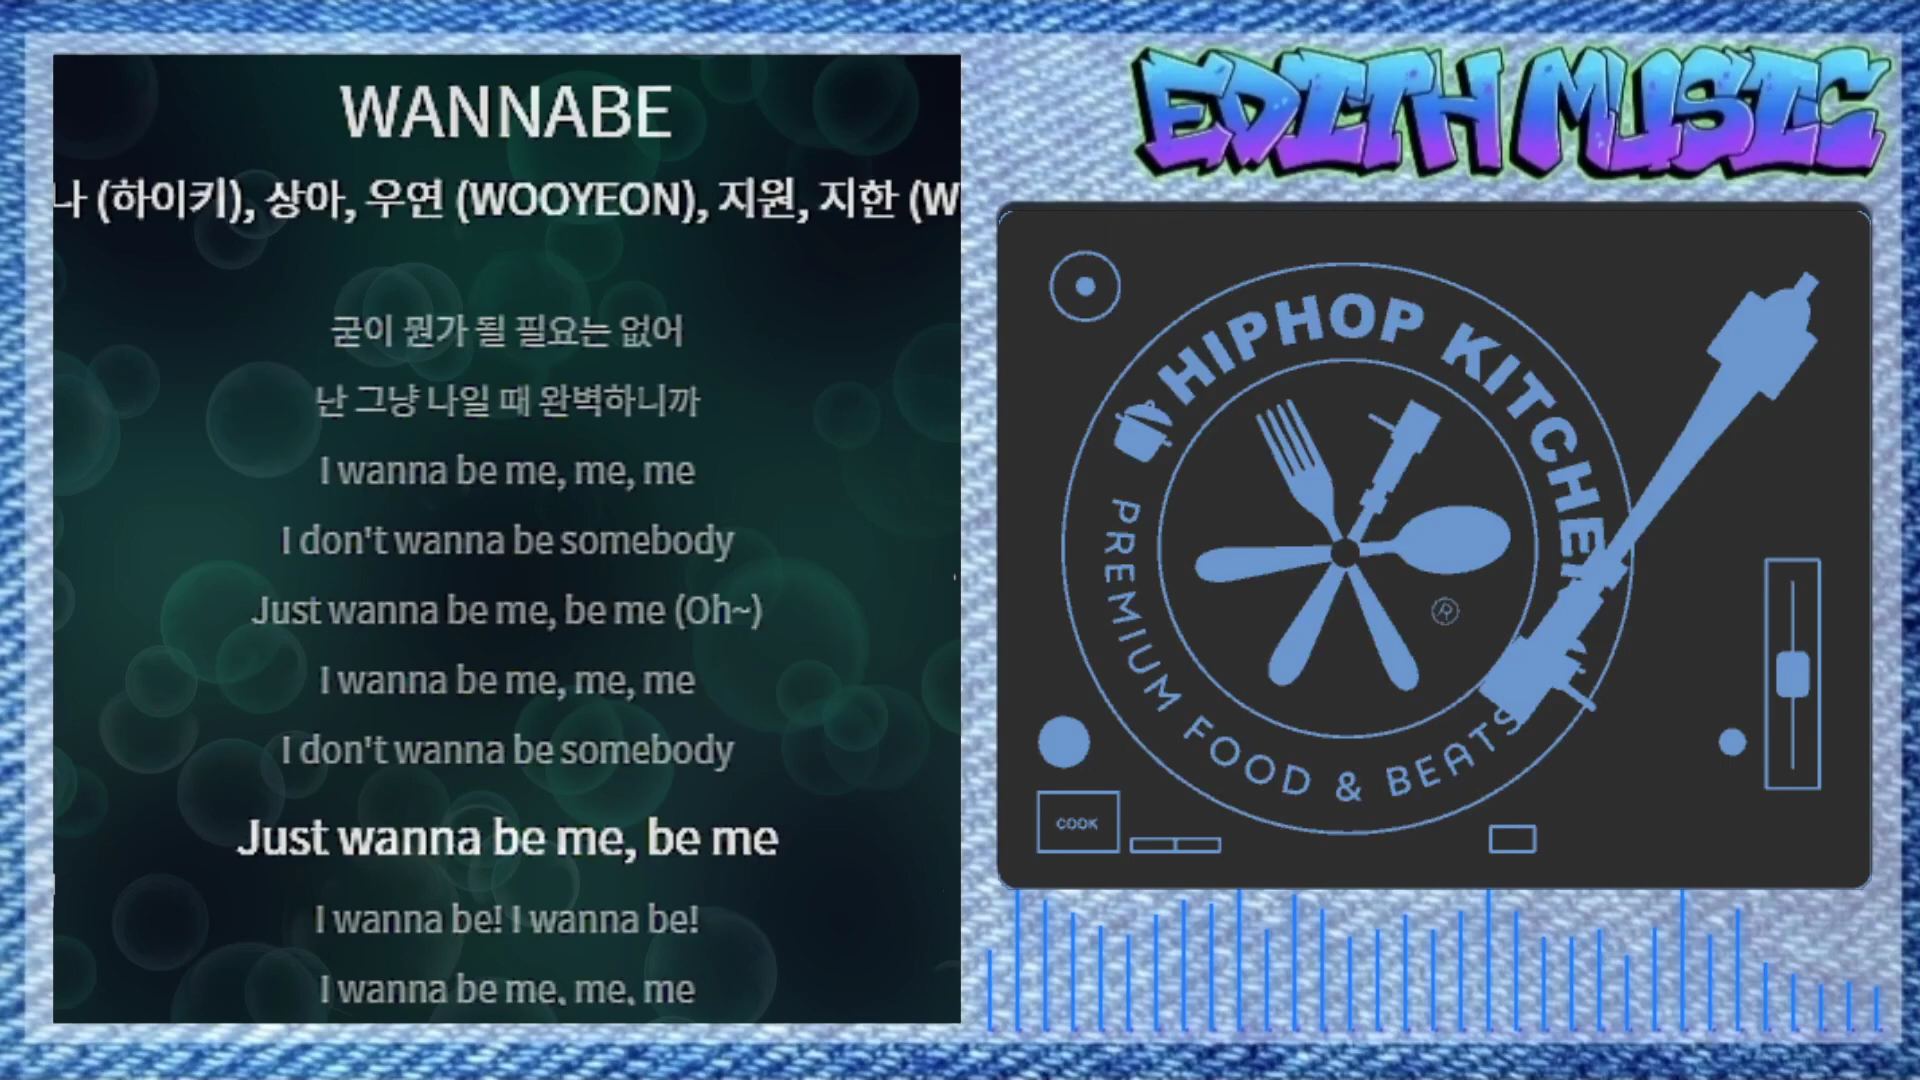 WANNABE
나 (하이키), 상아, 우연 (WOOYEON), 지원, 지한 (W
굳이 뭔가 될 필요는 없어
난 그냥 나일 때 완벽하니까
I wanna be me, me, me
I don't wanna be somebody
Just wanna be me, be me (Oh~)
I wanna be me, me, me
I don't wanna be somebody
Just wanna be me, be me
I wanna be! I wanna be!
I wanna be me, me, me
EDITH MUSIC
HIPHOP KITCHEN
PREMIUM FOOD & BEATS
®
COOK